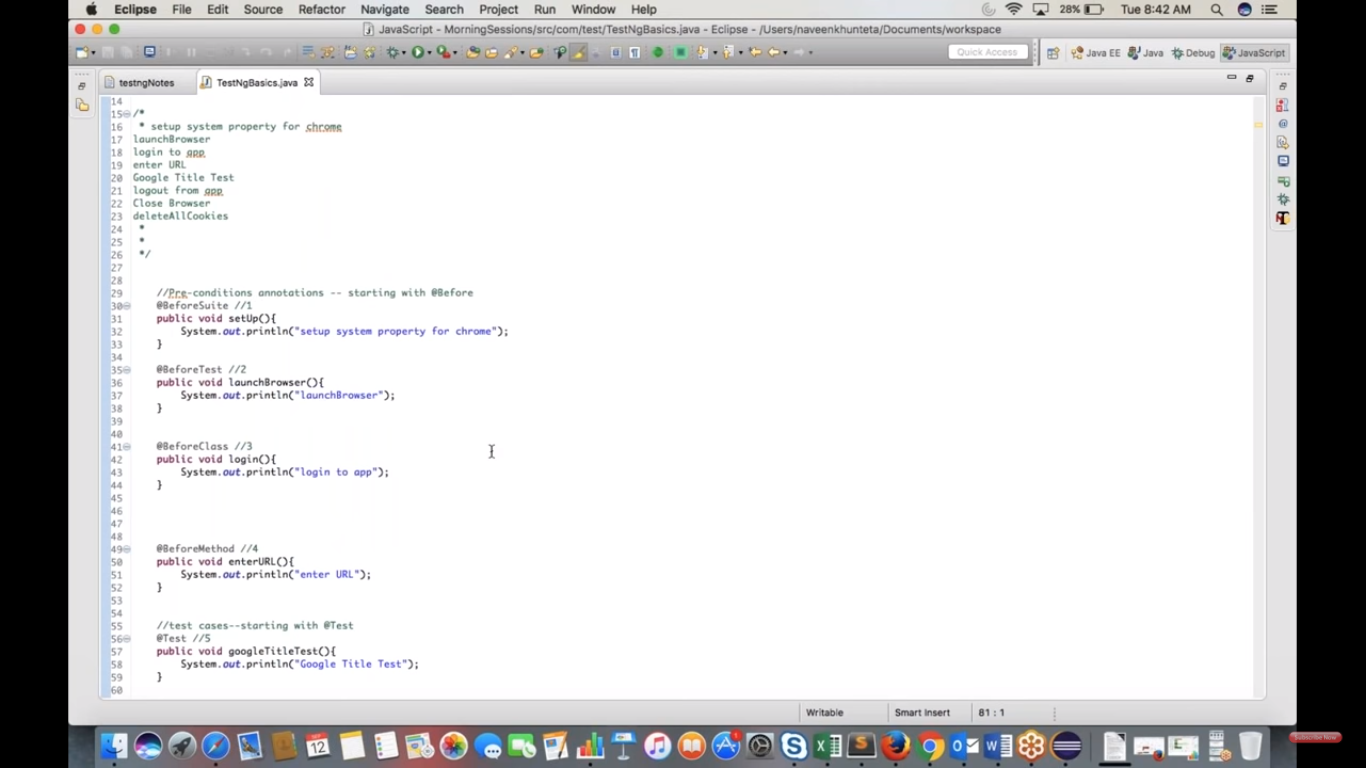 Eclipse File Edit Source Refactor Navigate Search Project Run Window Help 28% Tue 8:42 AM
JavaScript - MorningSessions/src/com/test/TestNgBasics.java - Eclipse - /Users/naveenkhunteta/Documents/workspace
Quick Access Java EE Java Debug JavaScript
testngNotes TestNgBasics.java
14
15 /*
16 * setup system property for chrome
17 launchBrowser
18 login to app
19 enter URL
20 Google Title Test
21 logout from app
22 Close Browser
23 deleteAllCookies
24 *
25 *
26 */
27
28
29 //Pre-conditions annotations -- starting with @Before
30 @BeforeSuite //1
31 public void setUp(){
32 System.out.println("setup system property for chrome");
33 }
34
35 @BeforeTest //2
36 public void launchBrowser(){
37 System.out.println("launchBrowser");
38 }
39
40
41 @BeforeClass //3
42 public void login(){
43 System.out.println("login to app");
44 }
45
46
47
48
49 @BeforeMethod //4
50 public void enterURL(){
51 System.out.println("enter URL");
52 }
53
54
55 //test cases--starting with @Test
56 @Test //5
57 public void googleTitleTest(){
58 System.out.println("Google Title Test");
59 }
60
Writable Smart Insert 81 : 1
12
Subscribe Now